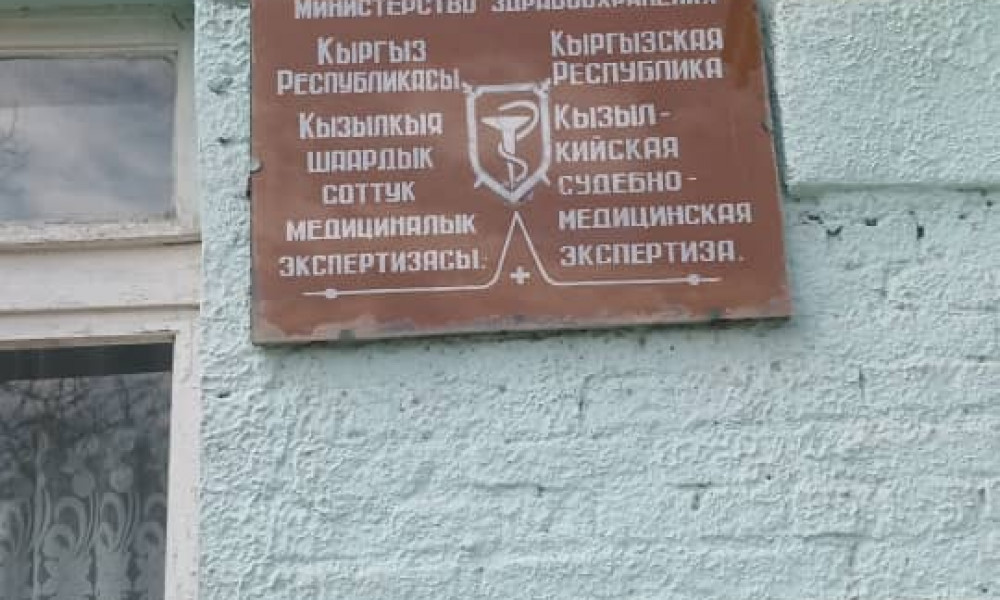 МИНИСТЕРСТВО ЗДРАВООХРАНЕНИЯ
КЫРГЫЗ
РЕСПУБЛИКАСЫ
КЫЗЫЛКЫЯ
ШААРДЫК
СОТТУК
МЕДИЦИНАЛЫК
ЭКСПЕРТИЗАСЫ.
КЫРГЫЗСКАЯ
РЕСПУБЛИКА
КЫЗЫЛ-
КИЙСКАЯ
СУДЕБНО-
МЕДИЦИНСКАЯ
ЭКСПЕРТИЗА.